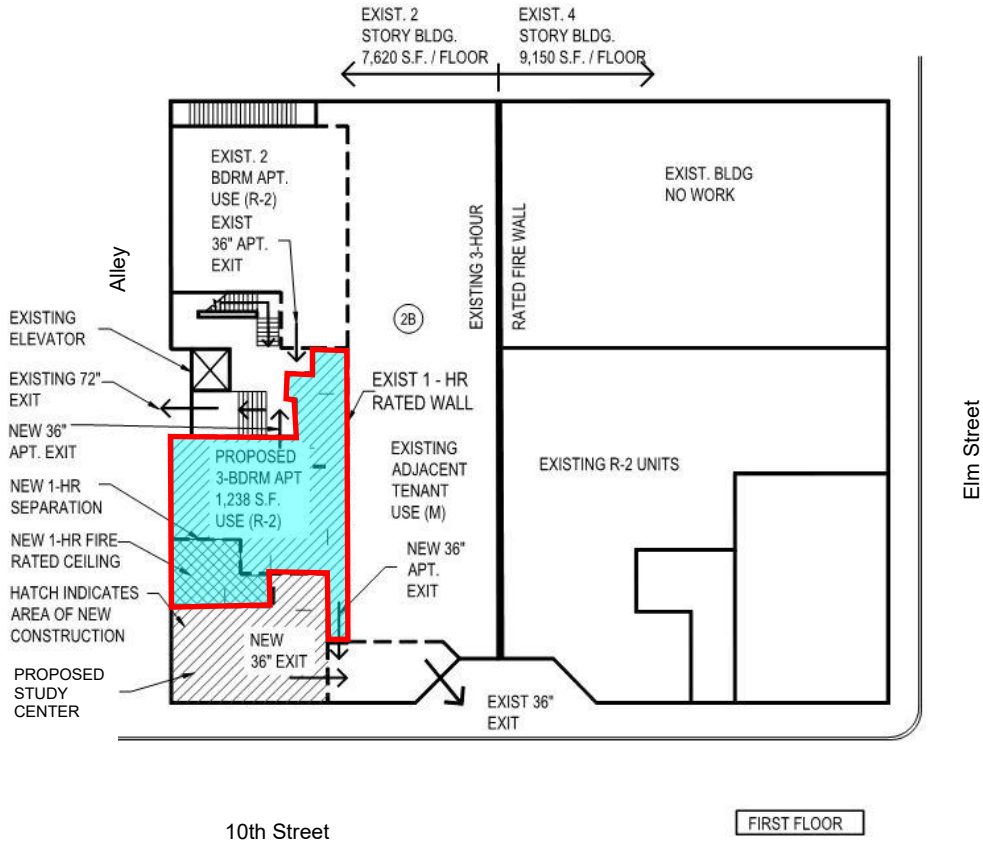 EXIST. 2
STORY BLDG.
7,620 S.F. / FLOOR
EXIST. 4
STORY BLDG.
9,150 S.F. / FLOOR
EXIST. 2
BDRM APT.
USE (R-2)
EXIST
36" APT.
EXIT
EXISTING 3-HOUR
RATED FIRE WALL
EXIST. BLDG
NO WORK
Alley
2B
EXISTING
ELEVATOR
EXISTING 72"
EXIT
NEW 36"
APT. EXIT
NEW 1-HR
SEPARATION
NEW 1-HR FIRE
RATED CEILING
HATCH INDICATES
AREA OF NEW
CONSTRUCTION
PROPOSED
STUDY
CENTER
EXIST 1 - HR
RATED WALL
PROPOSED
3-BDRM APT
1,238 S.F.
USE (R-2)
EXISTING
ADJACENT
TENANT
USE (M)
NEW 36"
APT.
EXIT
EXISTING R-2 UNITS
Elm Street
NEW
36" EXIT
EXIST 36"
EXIT
10th Street
FIRST FLOOR